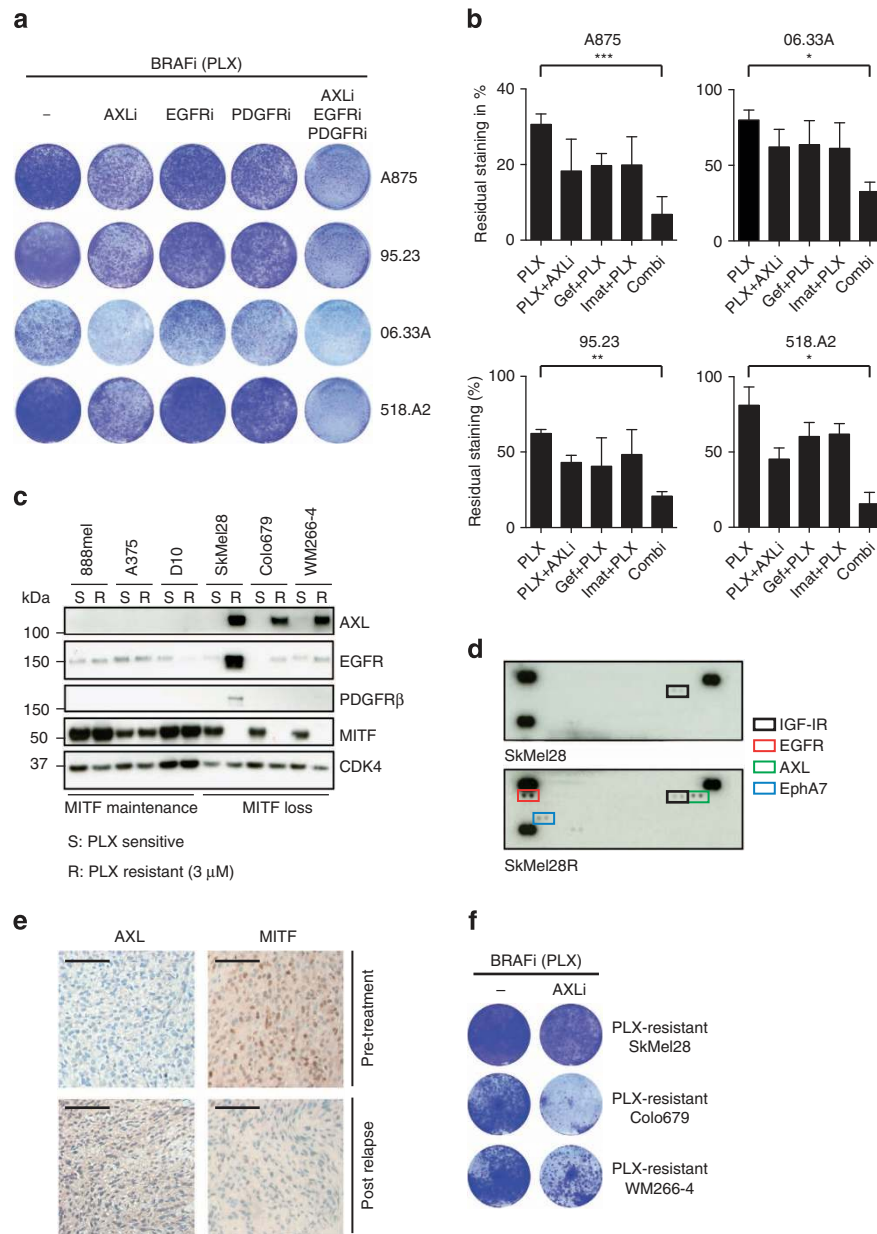 a
BRAFi (PLX)
– AXLi EGFRi PDGFRi AXLi EGFRi PDGFRi
A875
95.23
06.33A
518.A2
b
A875
***
Residual staining in %
40
20
0
PLX
PLX+AXLi
Gef+PLX
Imat+PLX
Combi
06.33A
*
100
50
0
PLX
PLX+AXLi
Gef+PLX
Imat+PLX
Combi
95.23
**
Residual staining (%)
100
50
0
PLX
PLX+AXLi
Gef+PLX
Imat+PLX
Combi
518.A2
*
100
50
0
PLX
PLX+AXLi
Gef+PLX
Imat+PLX
Combi
c
888mel A375 D10 SkMel28 Colo679 WM266-4
kDa S R S R S R S R S R S R
100 AXL
150 EGFR
150 PDGFRβ
50 MITF
37 CDK4
MITF maintenance MITF loss
S: PLX sensitive
R: PLX resistant (3 μM)
d
SkMel28
SkMel28R
IGF-IR
EGFR
AXL
EphA7
e
AXL MITF
Pre-treatment
Post relapse
f
BRAFi (PLX)
– AXLi
PLX-resistant
SkMel28
PLX-resistant
Colo679
PLX-resistant
WM266-4